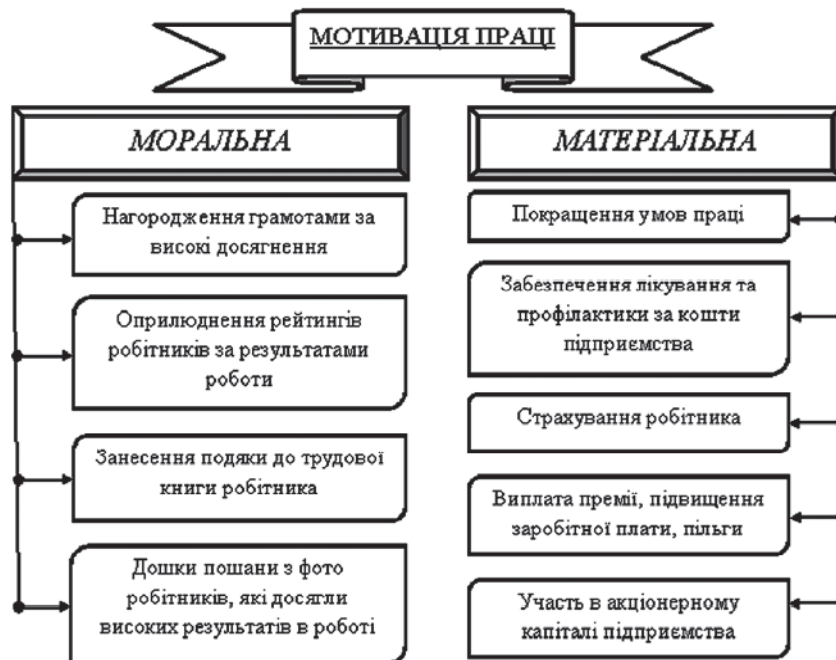 МОТИВАЦІЯ ПРАЦІ
МОРАЛЬНА
Нагородження грамотами за
високі досягнення
Оприлюднення рейтингів
робітників за результатами
роботи
Занесення подяки до трудової
книги робітника
Дошки пошани з фото
робітників, які досягли
високих результатів в роботі
МАТЕРІАЛЬНА
Покращення умов праці
Забезпечення лікування та
профілактики за кошти
підприємства
Страхування робітника
Виплата премії, підвищення
заробітної плати, пільги
Участь в акціонерному
капіталі підприємства